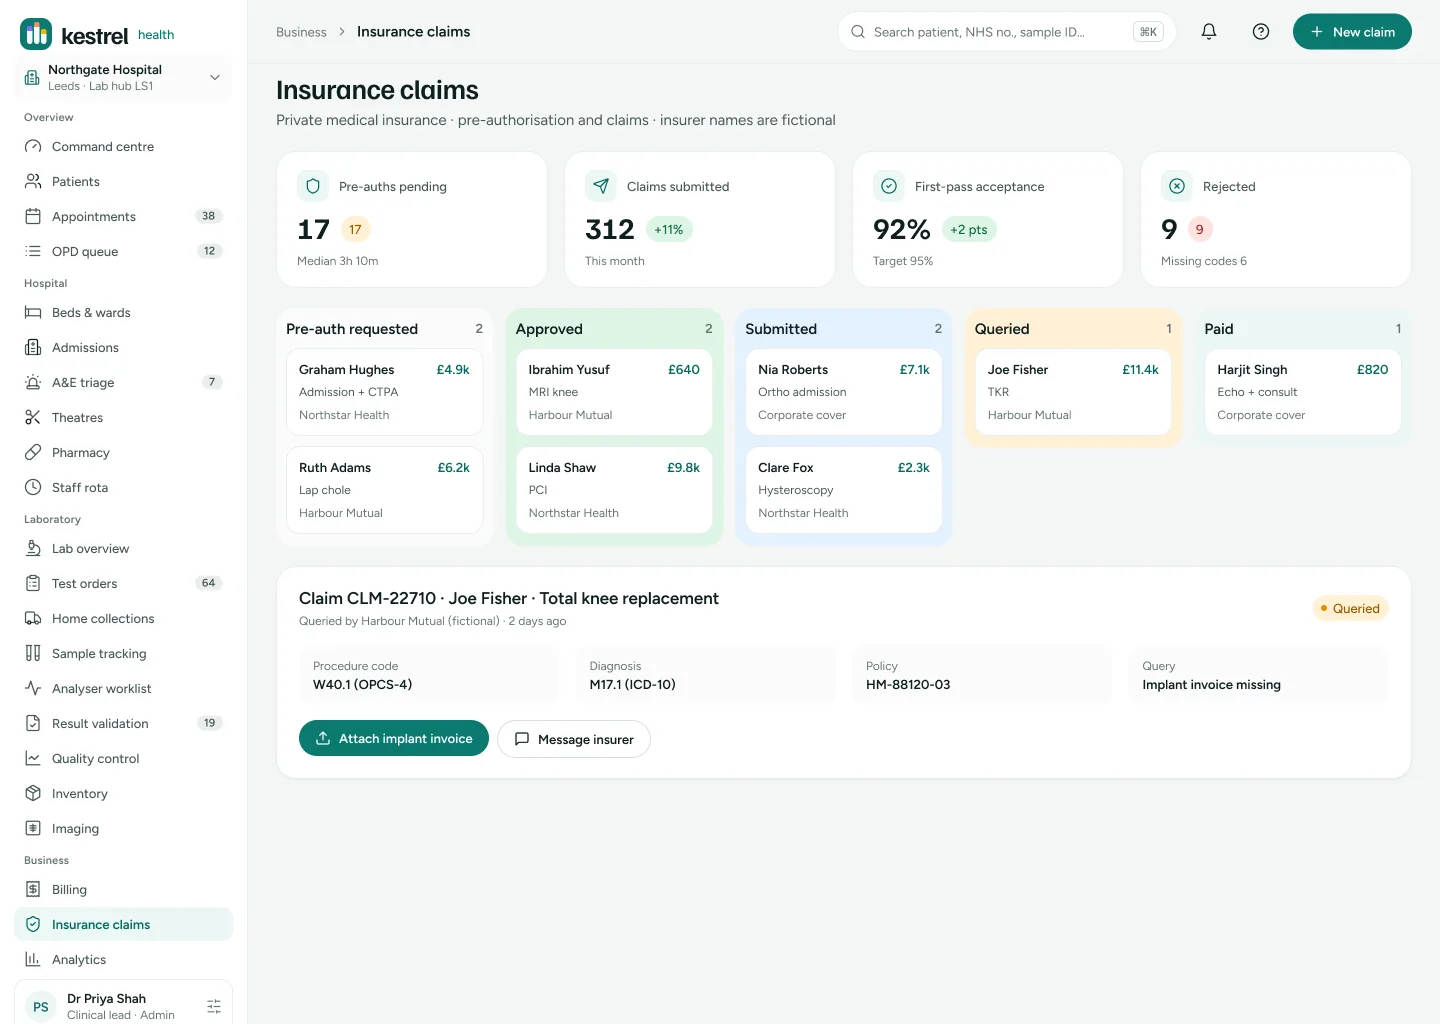 kestrel health
Northgate Hospital
Leeds · Lab hub LS1
Overview
Command centre
Patients
Appointments 38
OPD queue 12
Hospital
Beds & wards
Admissions
A&E triage 7
Theatres
Pharmacy
Staff rota
Laboratory
Lab overview
Test orders 64
Home collections
Sample tracking
Analyser worklist
Result validation 19
Quality control
Inventory
Imaging
Business
Billing
Insurance claims
Analytics
PS
Dr Priya Shah
Clinical lead · Admin
Business > Insurance claims
Search patient, NHS no., sample ID...
⌘K
+ New claim
Insurance claims
Private medical insurance · pre-authorisation and claims · insurer names are fictional
Pre-auths pending
17 17
Median 3h 10m
Claims submitted
312 +11%
This month
First-pass acceptance
92% +2 pts
Target 95%
Rejected
9 9
Missing codes 6
Pre-auth requested 2
Graham Hughes £4.9k
Admission + CTPA
Northstar Health
Ruth Adams £6.2k
Lap chole
Harbour Mutual
Approved 2
Ibrahim Yusuf £640
MRI knee
Harbour Mutual
Linda Shaw £9.8k
PCI
Northstar Health
Submitted 2
Nia Roberts £7.1k
Ortho admission
Corporate cover
Clare Fox £2.3k
Hysteroscopy
Northstar Health
Queried 1
Joe Fisher £11.4k
TKR
Harbour Mutual
Paid 1
Harjit Singh £820
Echo + consult
Corporate cover
Claim CLM-22710 · Joe Fisher · Total knee replacement
Queried by Harbour Mutual (fictional) · 2 days ago
Queried
Procedure code
W40.1 (OPCS-4)
Diagnosis
M17.1 (ICD-10)
Policy
HM-88120-03
Query
Implant invoice missing
Attach implant invoice
Message insurer